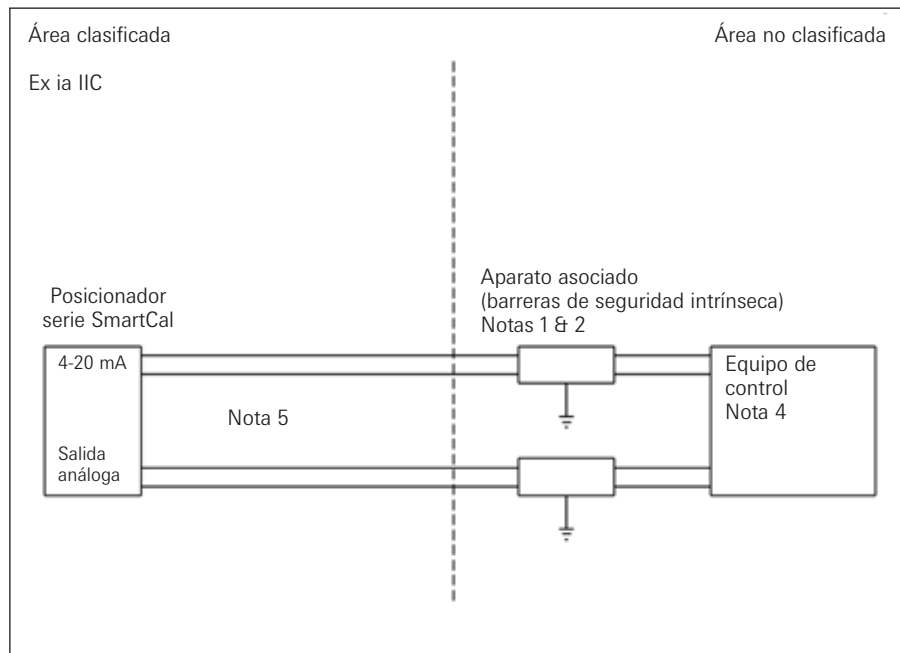 Área clasificada
Área no clasificada
Ex ia IIC
Aparato asociado
(barreras de seguridad intrínseca)
Notas 1 & 2
Posicionador
serie SmartCal
4-20 mA
Equipo de
control
Nota 4
Nota 5
Salida
análoga